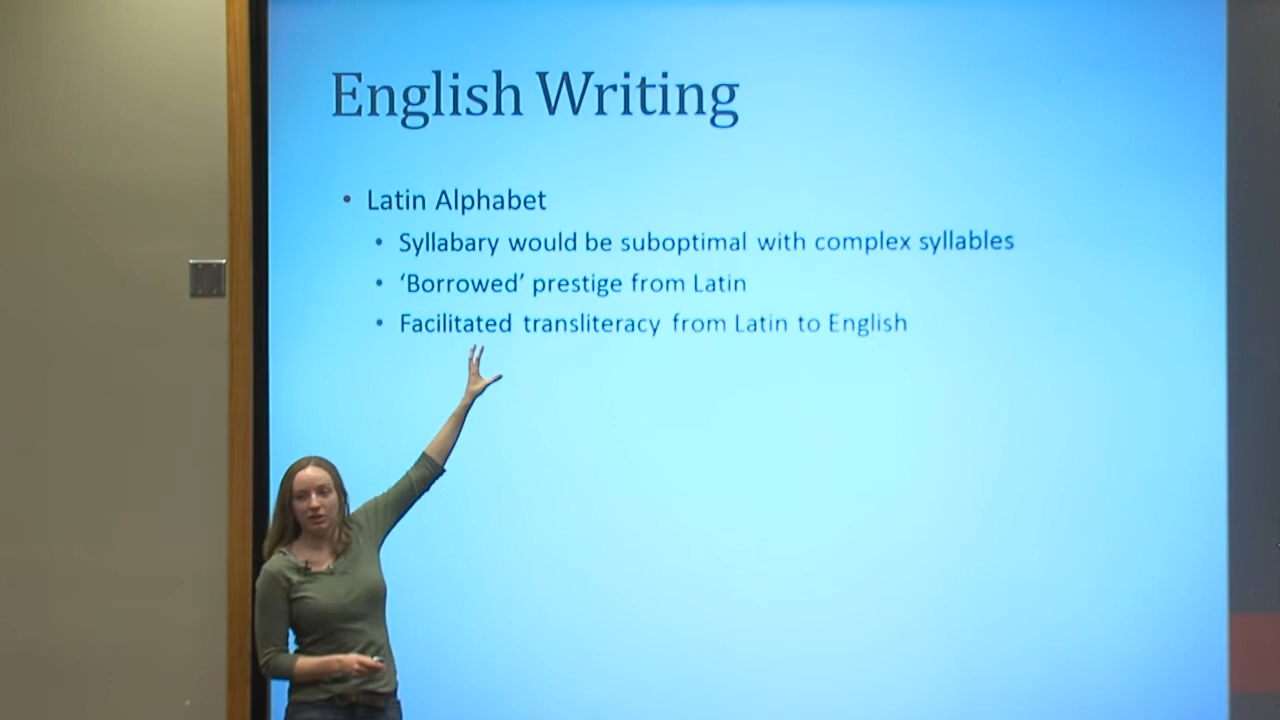 English Writing
• Latin Alphabet
• Syllabary would be suboptimal with complex syllables
• ‘Borrowed’ prestige from Latin
• Facilitated transliteracy from Latin to English